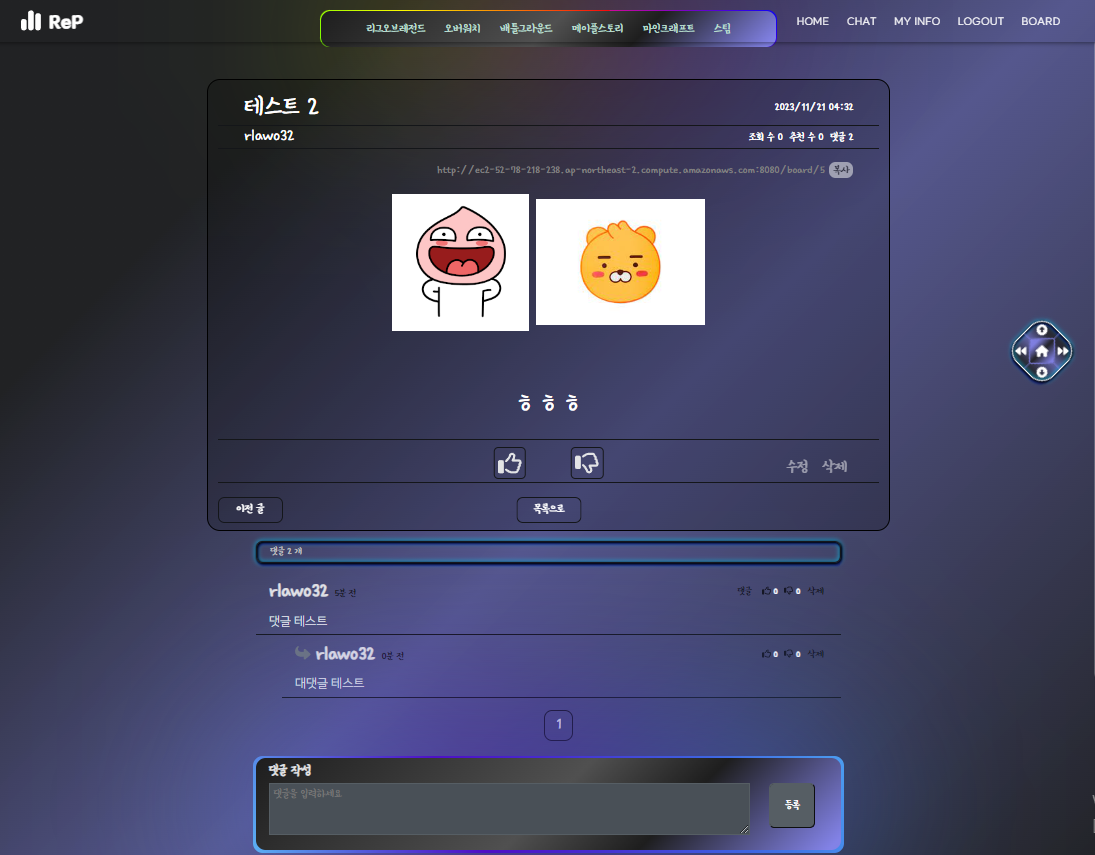 ReP
리그오브레전드 오버워치 배틀그라운드 메이플스토리 마인크래프트 스팀
HOME CHAT MY INFO LOGOUT BOARD
테스트 2
2023/11/21 04:32
rlawo32
조회 수 0 추천 수 0 댓글 2
http://ec2-52-78-218-238.ap-northeast-2.compute.amazonaws.com:8080/board/5 복사
ㅎ ㅎ ㅎ
수정 삭제
이전 글
목록으로
댓글 2 개
rlawo32 5분 전
댓글 0 0 삭제
댓글 테스트
rlawo32 0분 전
0 0 삭제
대댓글 테스트
1
댓글 작성
댓글을 입력하세요
등록